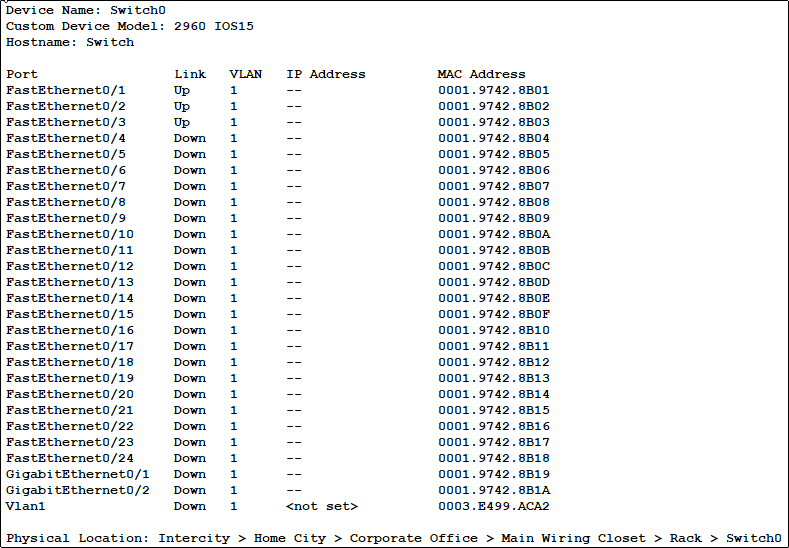 Device Name: Switch0
Custom Device Model: 2960 IOS15
Hostname: Switch
Port Link VLAN IP Address MAC Address
FastEthernet0/1 Up 1 -- 0001.9742.8B01
FastEthernet0/2 Up 1 -- 0001.9742.8B02
FastEthernet0/3 Up 1 -- 0001.9742.8B03
FastEthernet0/4 Down 1 -- 0001.9742.8B04
FastEthernet0/5 Down 1 -- 0001.9742.8B05
FastEthernet0/6 Down 1 -- 0001.9742.8B06
FastEthernet0/7 Down 1 -- 0001.9742.8B07
FastEthernet0/8 Down 1 -- 0001.9742.8B08
FastEthernet0/9 Down 1 -- 0001.9742.8B09
FastEthernet0/10 Down 1 -- 0001.9742.8B0A
FastEthernet0/11 Down 1 -- 0001.9742.8B0B
FastEthernet0/12 Down 1 -- 0001.9742.8B0C
FastEthernet0/13 Down 1 -- 0001.9742.8B0D
FastEthernet0/14 Down 1 -- 0001.9742.8B0E
FastEthernet0/15 Down 1 -- 0001.9742.8B0F
FastEthernet0/16 Down 1 -- 0001.9742.8B10
FastEthernet0/17 Down 1 -- 0001.9742.8B11
FastEthernet0/18 Down 1 -- 0001.9742.8B12
FastEthernet0/19 Down 1 -- 0001.9742.8B13
FastEthernet0/20 Down 1 -- 0001.9742.8B14
FastEthernet0/21 Down 1 -- 0001.9742.8B15
FastEthernet0/22 Down 1 -- 0001.9742.8B16
FastEthernet0/23 Down 1 -- 0001.9742.8B17
FastEthernet0/24 Down 1 -- 0001.9742.8B18
GigabitEthernet0/1 Down 1 -- 0001.9742.8B19
GigabitEthernet0/2 Down 1 -- 0001.9742.8B1A
Vlan1 Down 1 <not set> 0003.E499.ACA2
Physical Location: Intercity > Home City > Corporate Office > Main Wiring Closet > Rack > Switch0